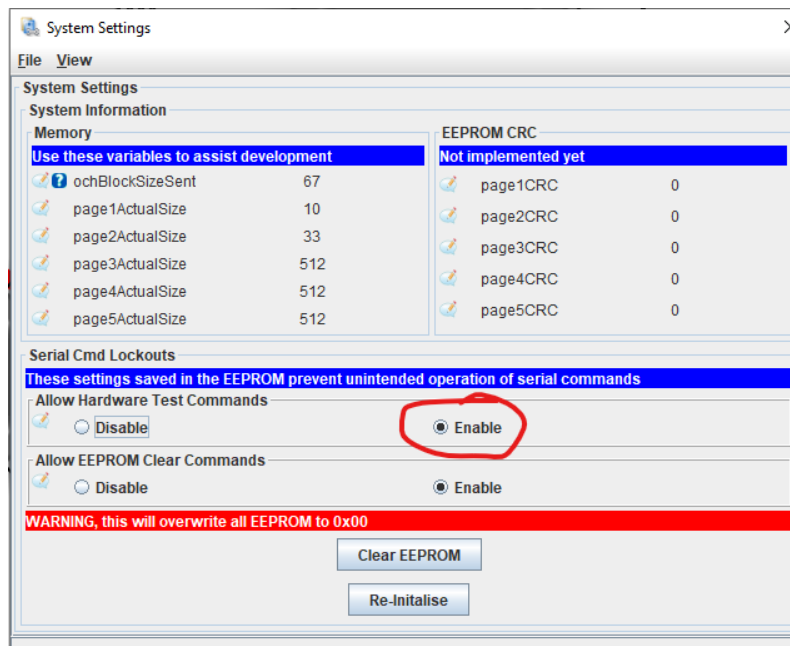 System Settings
File View
System Settings
System Information
Memory
Use these variables to assist development
ochBlockSizeSent 67
page1ActualSize 10
page2ActualSize 33
page3ActualSize 512
page4ActualSize 512
page5ActualSize 512
EEPROM CRC
Not implemented yet
page1CRC 0
page2CRC 0
page3CRC 0
page4CRC 0
page5CRC 0
Serial Cmd Lockouts
These settings saved in the EEPROM prevent unintended operation of serial commands
Allow Hardware Test Commands
Disable Enable
Allow EEPROM Clear Commands
Disable Enable
WARNING, this will overwrite all EEPROM to 0x00
Clear EEPROM
Re-Initalise